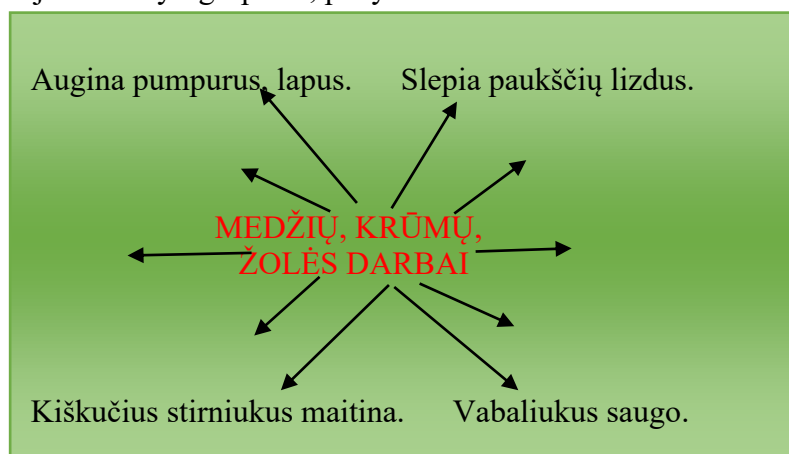 Augina pumpurus, lapus. Slepia paukščių lizdus.
MEDŽIŲ, KRŪMŲ,
ŽOLĖS DARBAI
Kiškučius stirniukus maitina. Vabaliukus saugo.